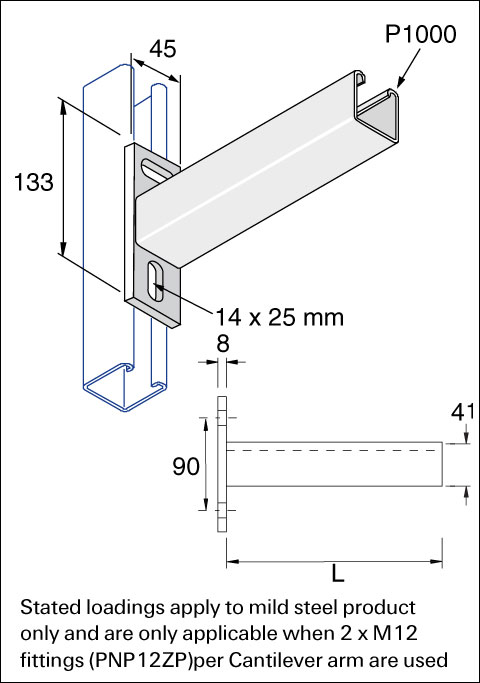 45
P1000
133
14 x 25 mm
8
41
90
L
Stated loadings apply to mild steel product
only and are only applicable when 2 x M12
fittings (PNP12ZP)per Cantilever arm are used